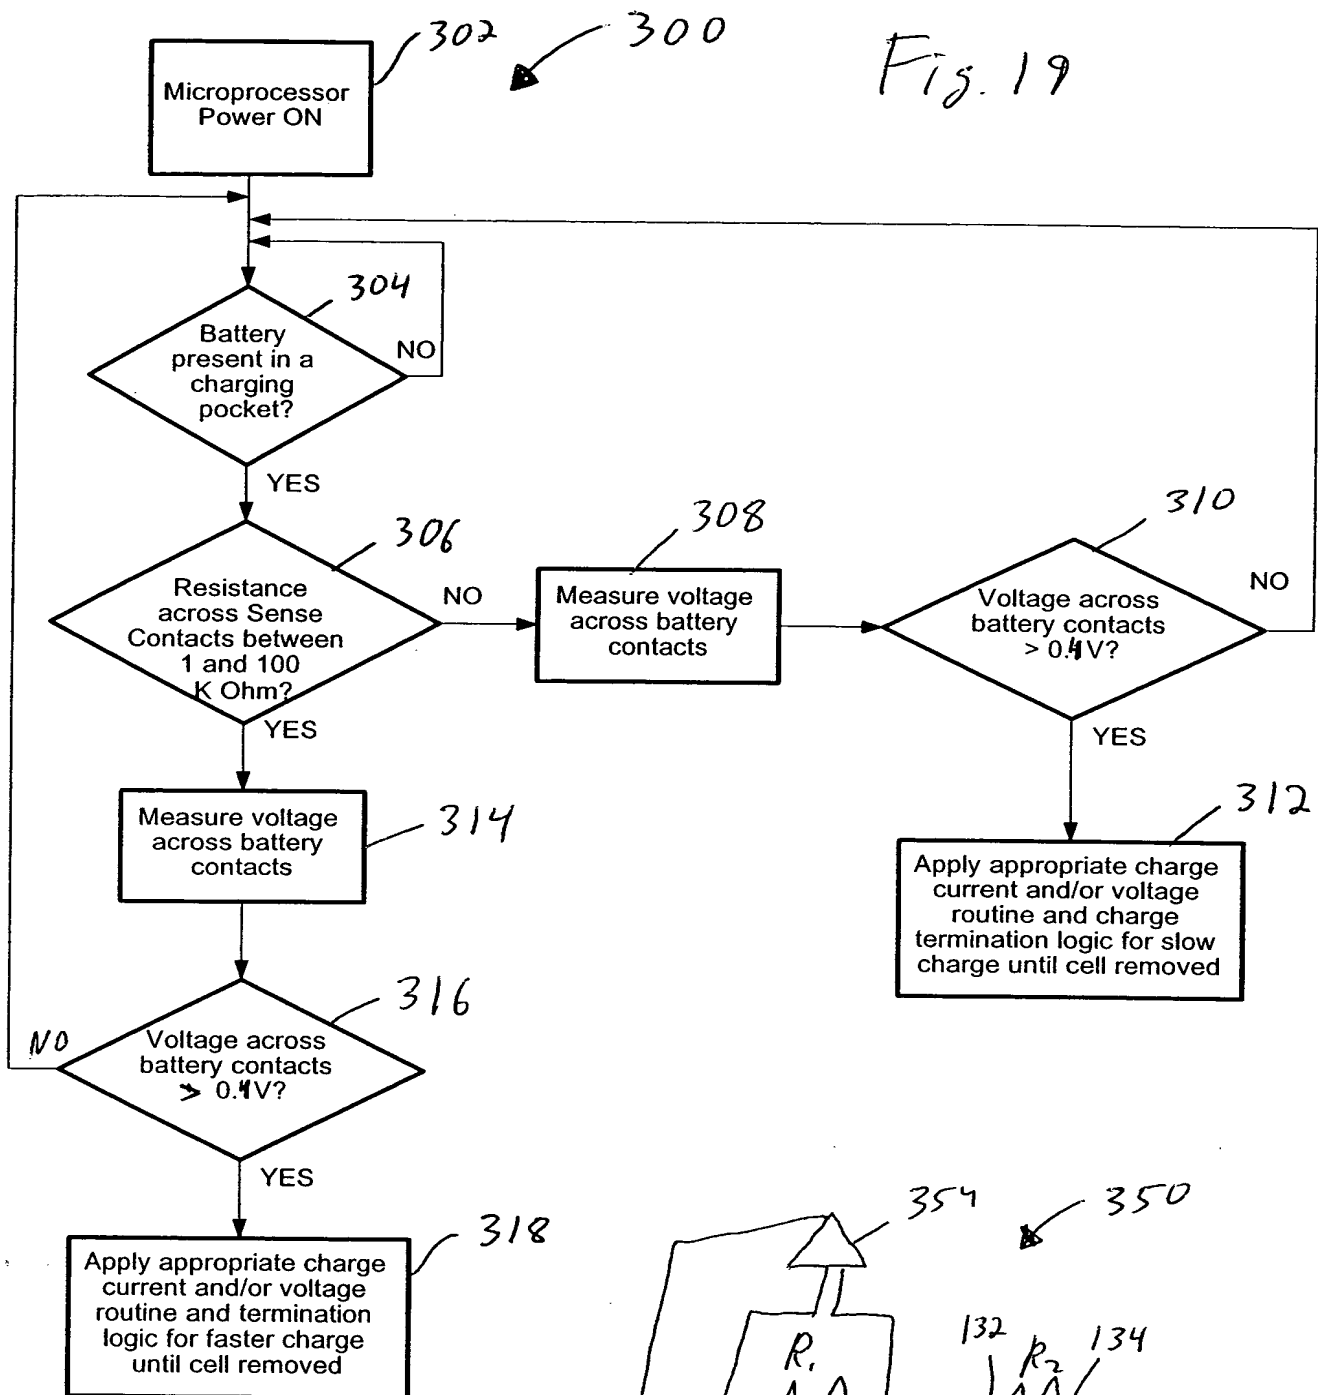 302
300
Fig. 19
Microprocessor
Power ON
304
Battery
present in a
charging
pocket?
NO
YES
306
Resistance
across Sense
Contacts between
1 and 100
K Ohm?
NO
YES
308
Measure voltage
across battery
contacts
310
Voltage across
battery contacts
> 0.4V?
NO
YES
312
Apply appropriate charge
current and/or voltage
routine and charge
termination logic for slow
charge until cell removed
314
Measure voltage
across battery
contacts
316
NO
Voltage across
battery contacts
> 0.4V?
YES
318
Apply appropriate charge
current and/or voltage
routine and termination
logic for faster charge
until cell removed
354
350
R1
132
R2
134